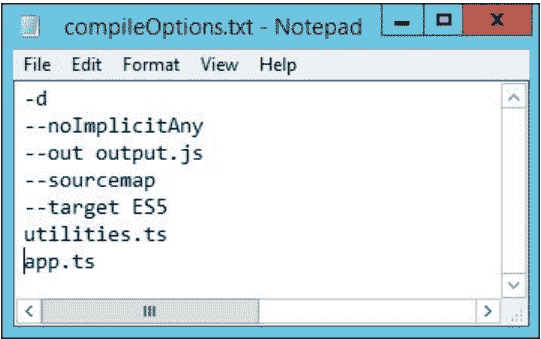 compileOptions.txt - Notepad
File Edit Format View Help
-d
--noImplicitAny
--out output.js
--sourcemap
--target ES5
utilities.ts
app.ts